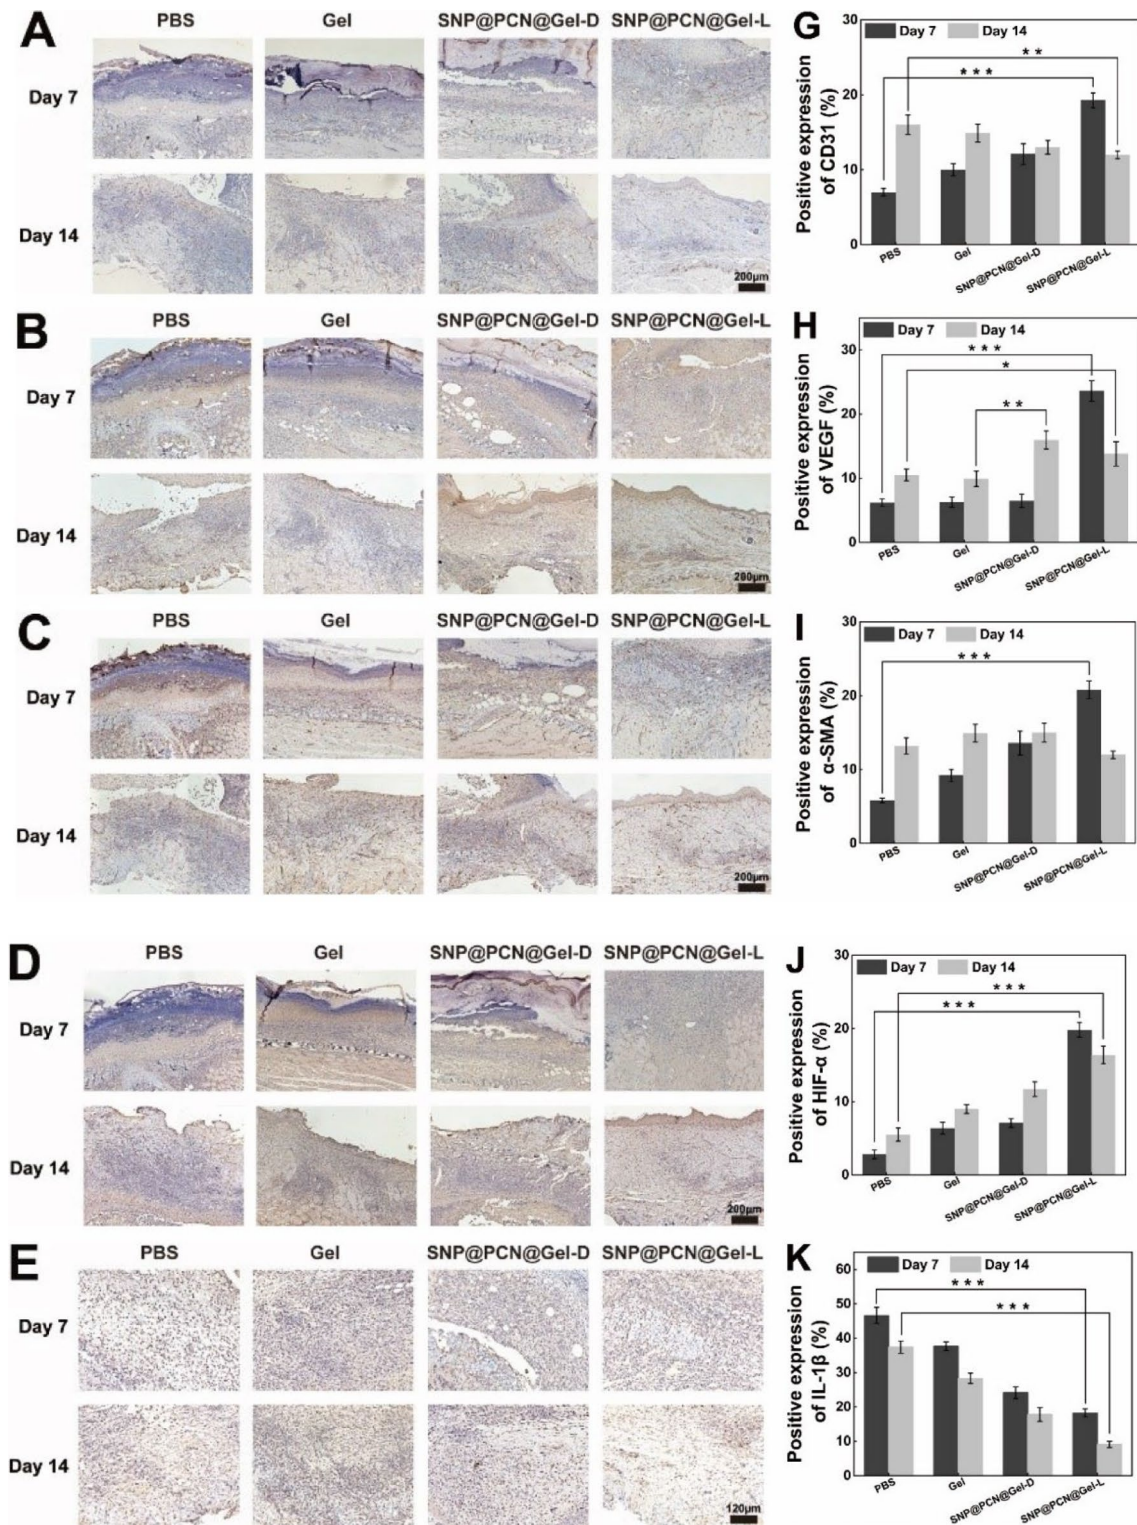 A
PBS
Gel
SNP@PCN@Gel-D
SNP@PCN@Gel-L
Day 7
Day 14
200μm
G
Day 7
Day 14
* *
* * *
Positive expression
of CD31 (%)
30
20
10
0
PBS
Gel
SNP@PCN@Gel-D
SNP@PCN@Gel-L
B
PBS
Gel
SNP@PCN@Gel-D
SNP@PCN@Gel-L
Day 7
Day 14
200μm
H
Day 7
Day 14
* * *
*
* *
Positive expression
of VEGF (%)
30
20
10
0
PBS
Gel
SNP@PCN@Gel-D
SNP@PCN@Gel-L
C
PBS
Gel
SNP@PCN@Gel-D
SNP@PCN@Gel-L
Day 7
Day 14
200μm
I
Day 7
Day 14
* * *
Positive expression
of α-SMA (%)
30
20
10
0
PBS
Gel
SNP@PCN@Gel-D
SNP@PCN@Gel-L
D
PBS
Gel
SNP@PCN@Gel-D
SNP@PCN@Gel-L
Day 7
Day 14
200μm
J
Day 7
Day 14
* * *
* * *
Positive expression
of HIF-α (%)
30
20
10
0
PBS
Gel
SNP@PCN@Gel-D
SNP@PCN@Gel-L
E
PBS
Gel
SNP@PCN@Gel-D
SNP@PCN@Gel-L
Day 7
Day 14
120μm
K
Day 7
Day 14
* * *
* * *
Positive expression
of IL-1β (%)
60
50
40
30
20
10
0
PBS
Gel
SNP@PCN@Gel-D
SNP@PCN@Gel-L